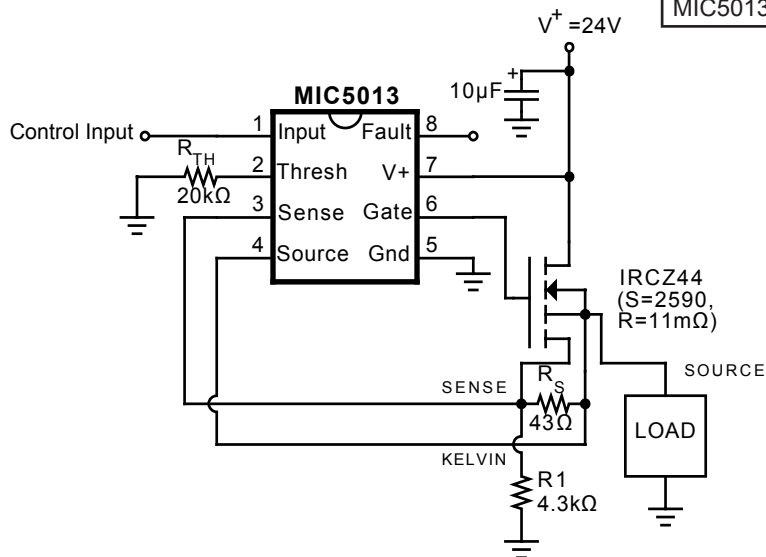 MIC5013
V+ =24V
10µF
+
MIC5013
Control Input
1 Input
Fault 8
RTH
20kΩ
2 Thresh
V+ 7
3 Sense
Gate 6
4 Source
Gnd 5
IRCZ44
(S=2590,
R=11mΩ)
SOURCE
SENSE
RS
43Ω
LOAD
KELVIN
R1
4.3kΩ